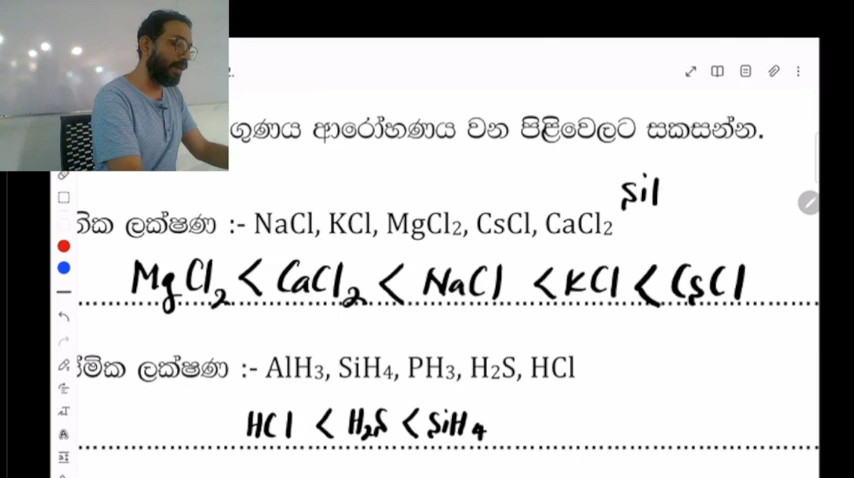 ගුණය ආරෝහණය වන පිළිවෙලට සකසන්න.
Sil
ලක්ෂණ :- NaCl, KCl, MgCl₂, CsCl, CaCl₂
MgCl₂ < CaCl₂ < NaCl < KCl < CsCl
ලක්ෂණ :- AlH₃, SiH₄, PH₃, H₂S, HCl
HCl < H₂S < SiH₄